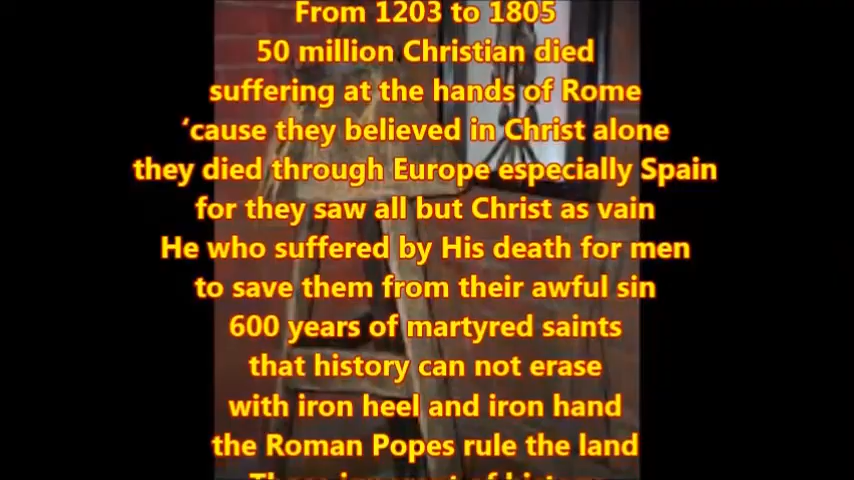 From 1203 to 1805
50 million Christian died
suffering at the hands of Rome
‘cause they believed in Christ alone
they died through Europe especially Spain
for they saw all but Christ as vain
He who suffered by His death for men
to save them from their awful sin
600 years of martyred saints
that history can not erase
with iron heel and iron hand
the Roman Popes rule the land